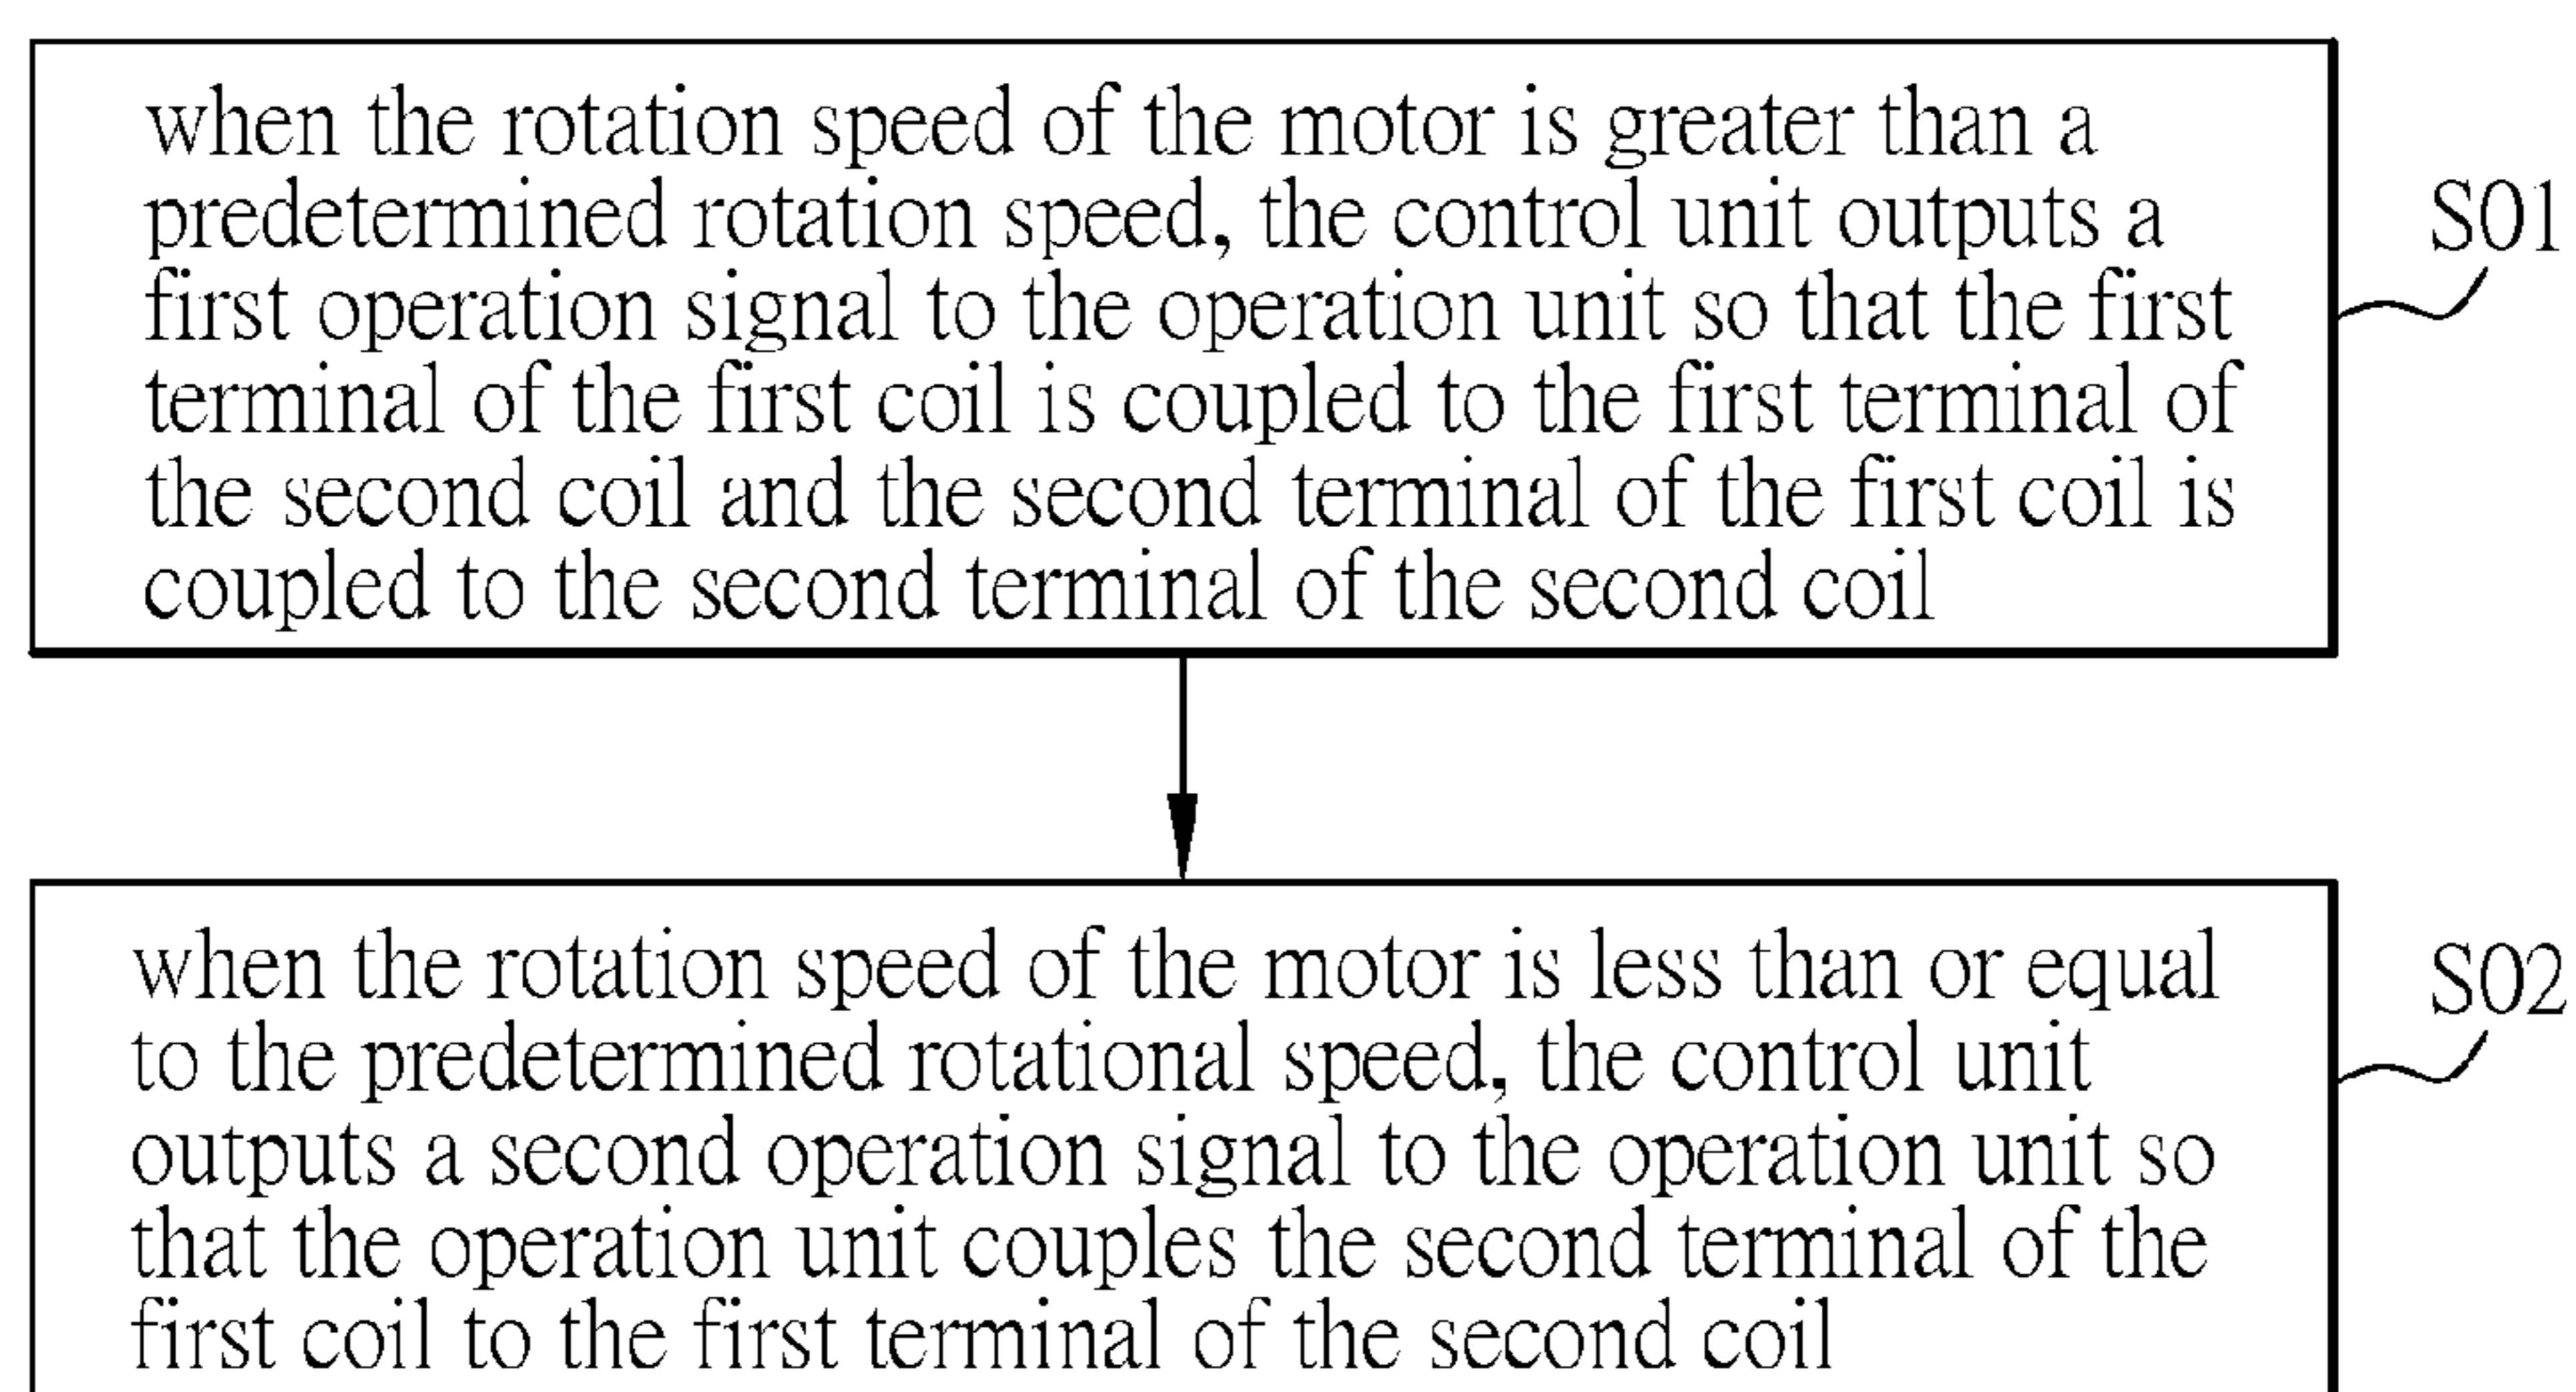 when the rotation speed of the motor is greater than a
predetermined rotation speed, the control unit outputs a
first operation signal to the operation unit so that the first
terminal of the first coil is coupled to the first terminal of
the second coil and the second terminal of the first coil is
coupled to the second terminal of the second coil
S01
when the rotation speed of the motor is less than or equal
to the predetermined rotational speed, the control unit
outputs a second operation signal to the operation unit so
that the operation unit couples the second terminal of the
first coil to the first terminal of the second coil
S02